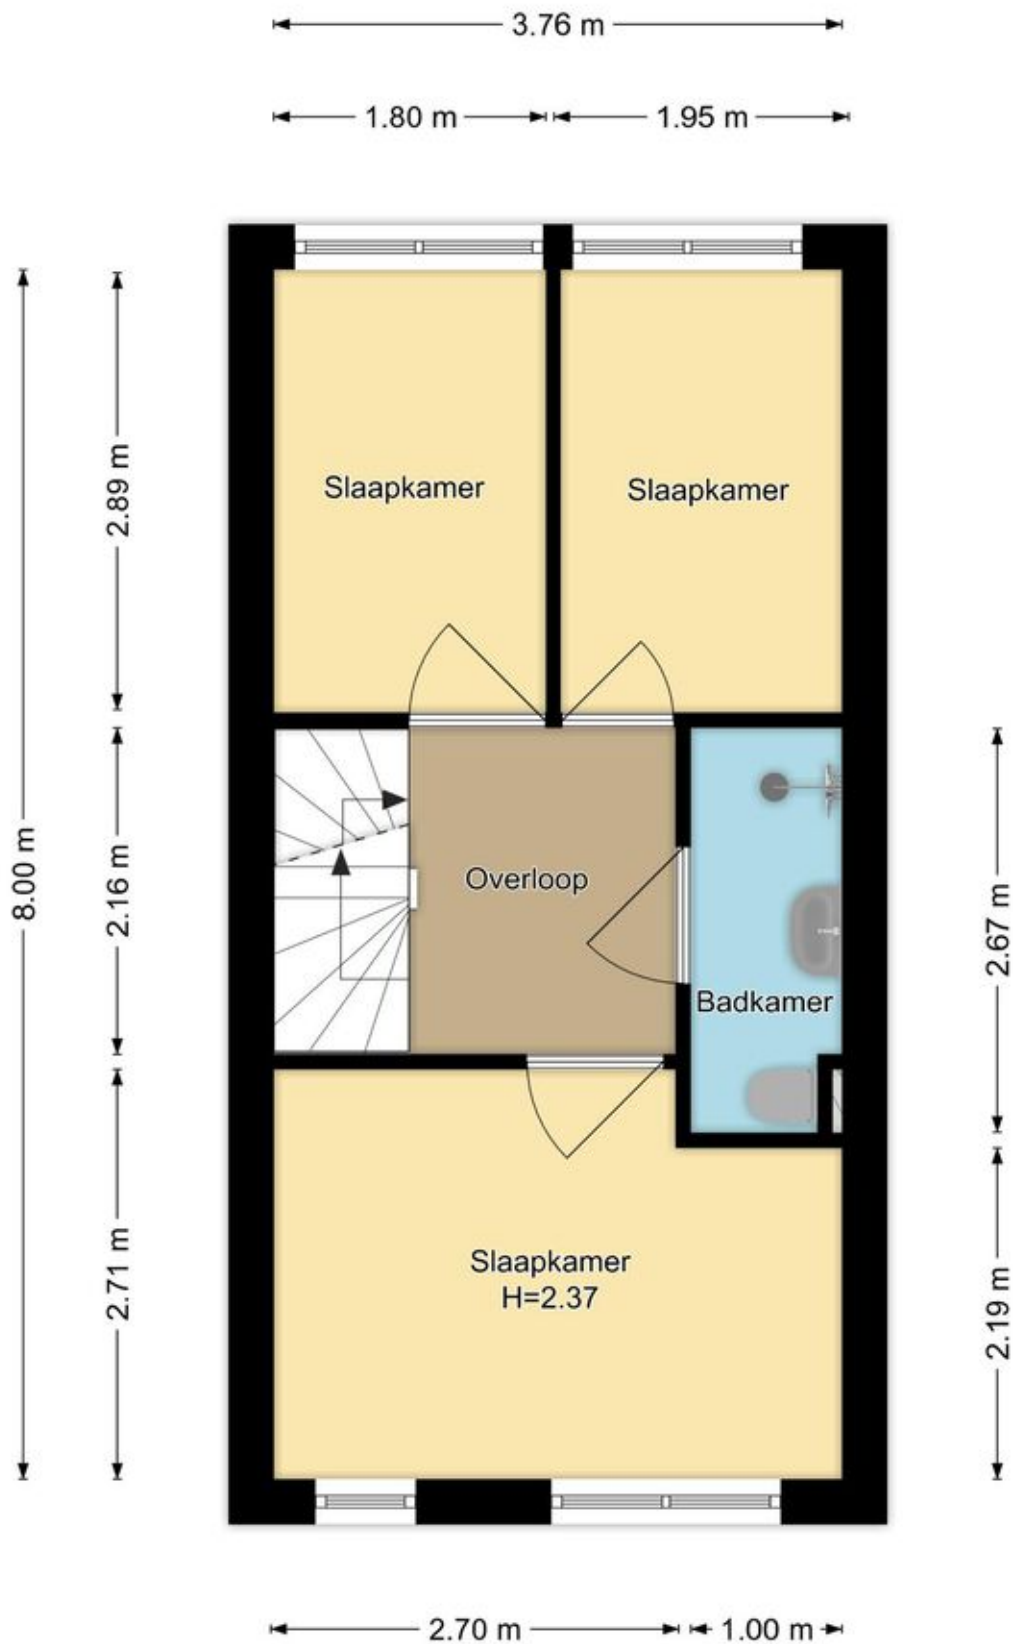 3.76 m
1.80 m
1.95 m
2.89 m
Slaapkamer
Slaapkamer
8.00 m
2.16 m
Overloop
2.67 m
Badkamer
2.71 m
Slaapkamer
H=2.37
2.19 m
2.70 m
1.00 m